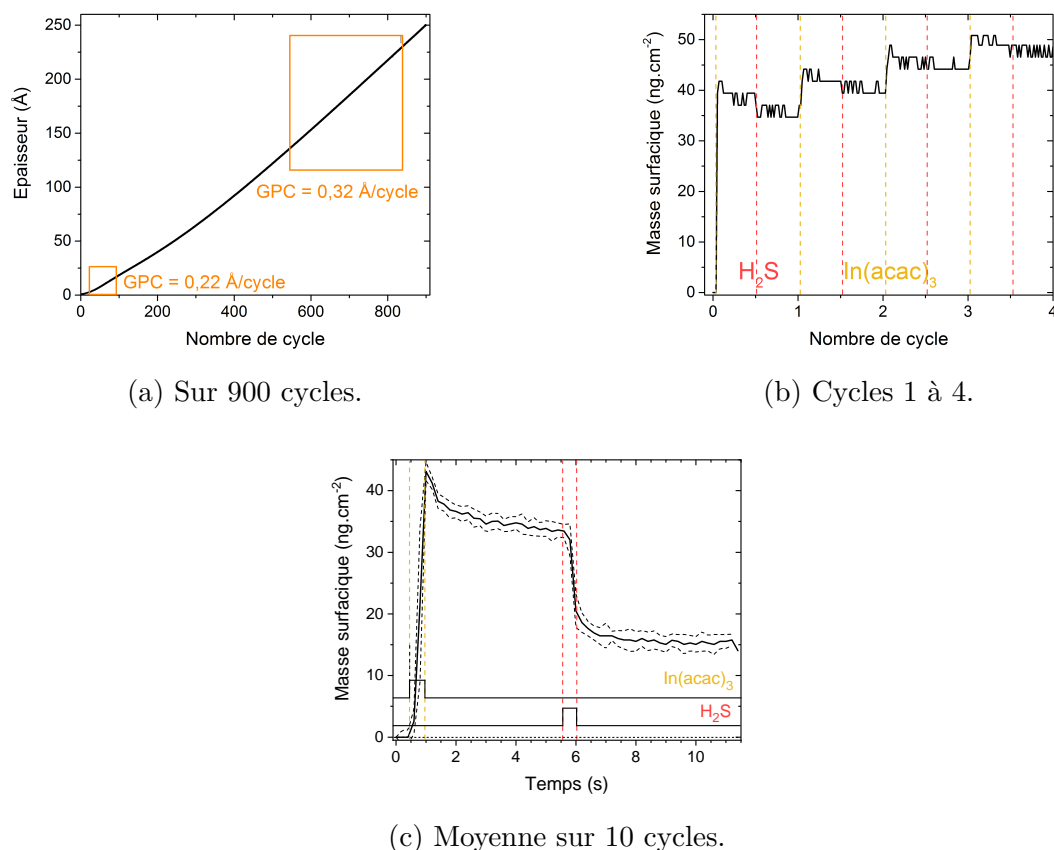 250
200
150
100
50
0
Epaisseur (Å)
GPC = 0,32 Å/cycle
GPC = 0,22 Å/cycle
0 200 400 600 800
Nombre de cycle
(a) Sur 900 cycles.
50
40
30
20
10
0
Masse surfacique (ng.cm-2)
H2S
In(acac)3
0 1 2 3 4
Nombre de cycle
(b) Cycles 1 à 4.
40
30
20
10
0
Masse surfacique (ng.cm-2)
In(acac)3
H2S
0 2 4 6 8 10
Temps (s)
(c) Moyenne sur 10 cycles.